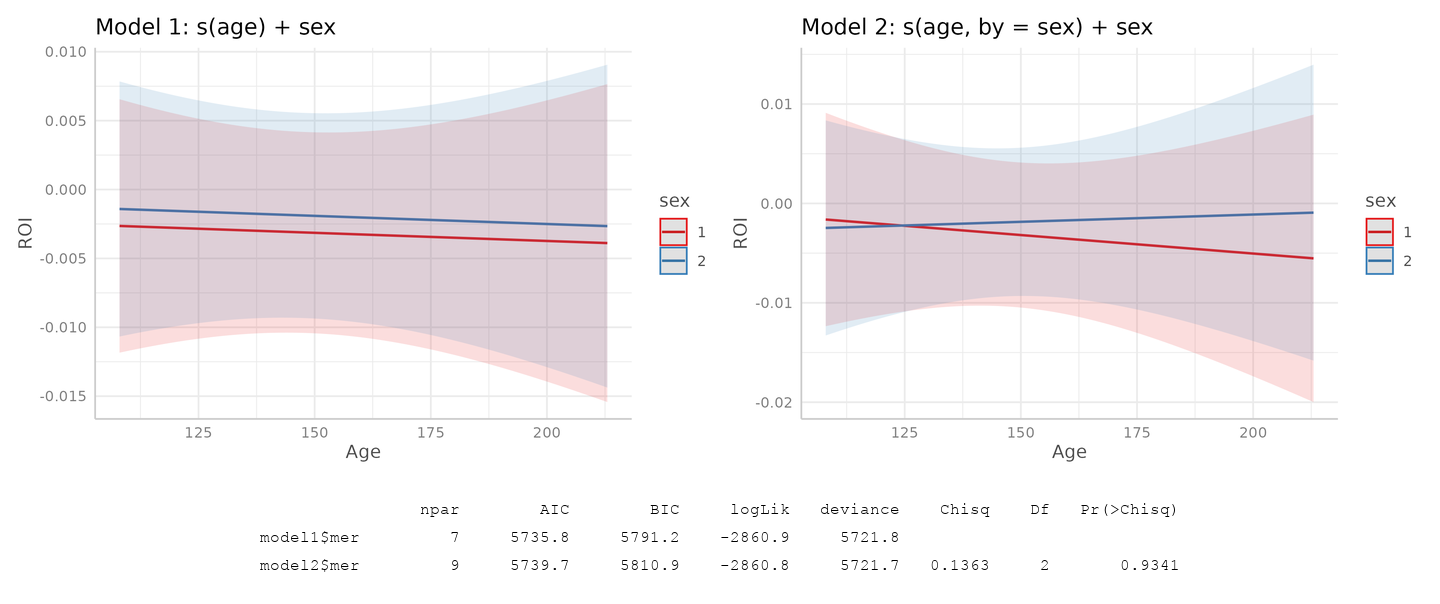 Model 1: s(age) + sex
0.010
0.005
0.000
-0.005
-0.010
-0.015
ROI
125 150 175 200
Age
sex
1
2
Model 2: s(age, by = sex) + sex
0.01
0.00
-0.01
-0.02
ROI
125 150 175 200
Age
sex
1
2
npar AIC BIC logLik deviance Chisq Df Pr(>Chisq)
model1$mer 7 5735.8 5791.2 -2860.9 5721.8
model2$mer 9 5739.7 5810.9 -2860.8 5721.7 0.1363 2 0.9341